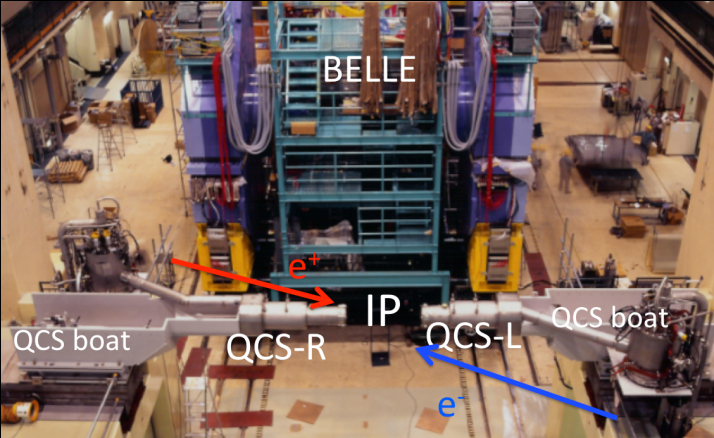 BELLE
e+
IP
QCS boat
QCS-R
QCS-L
QCS boat
e-